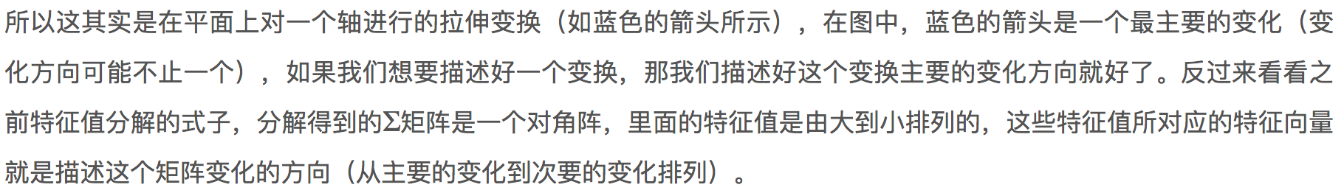 所以这其实是在平面上对一个轴进行的拉伸变换（如蓝色的箭头所示），在图中，蓝色的箭头是一个最主要的变化（变
化方向可能不止一个），如果我们想要描述好一个变换，那我们描述好这个变换主要的变化方向就好了。反过来看看之
前特征值分解的式子，分解得到的Σ矩阵是一个对角阵，里面的特征值是由大到小排列的，这些特征值所对应的特征向量
就是描述这个矩阵变化的方向（从主要的变化到次要的变化排列）。